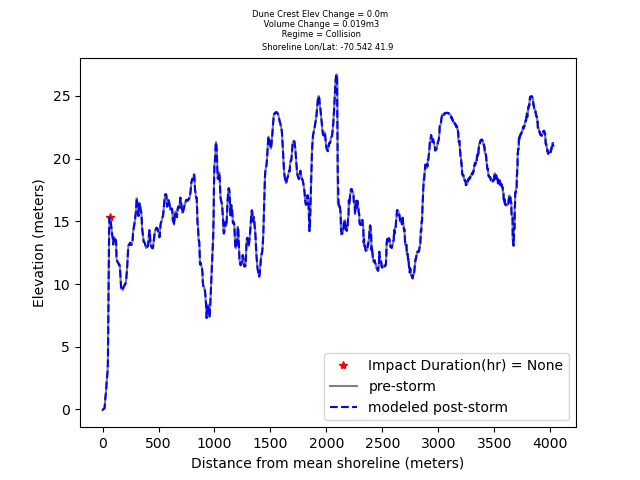 Dune Crest Elev Change = 0.0m
Volume Change = 0.019m3
Regime = Collision
Shoreline Lon/Lat: -70.542 41.9
Elevation (meters)
25
20
15
10
5
0
Impact Duration(hr) = None
pre-storm
modeled post-storm
0 500 1000 1500 2000 2500 3000 3500 4000
Distance from mean shoreline (meters)